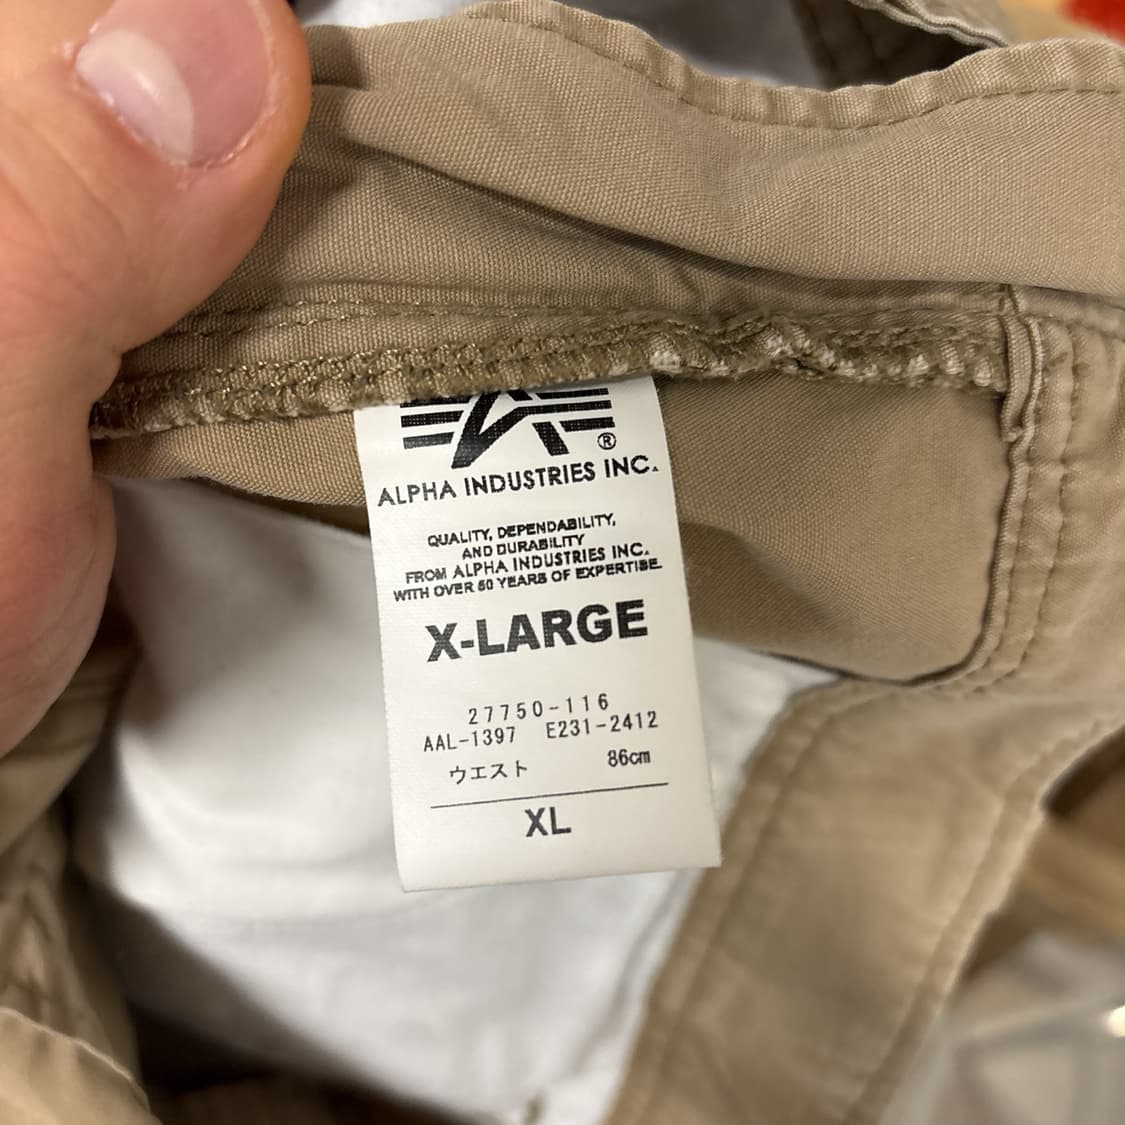 ®
ALPHA INDUSTRIES INC.
QUALITY, DEPENDABILITY,
AND DURABILITY
FROM ALPHA INDUSTRIES INC.
WITH OVER 50 YEARS OF EXPERTISE.
X-LARGE
27750-116
AAL-1397 E231-2412
ウエスト 86cm
XL